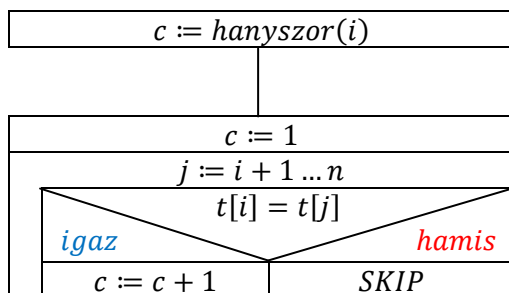 c ≔ hanyszor(i)
c ≔ 1
j ≔ i + 1 … n
t[i] = t[j]
igaz hamis
c ≔ c + 1 SKIP